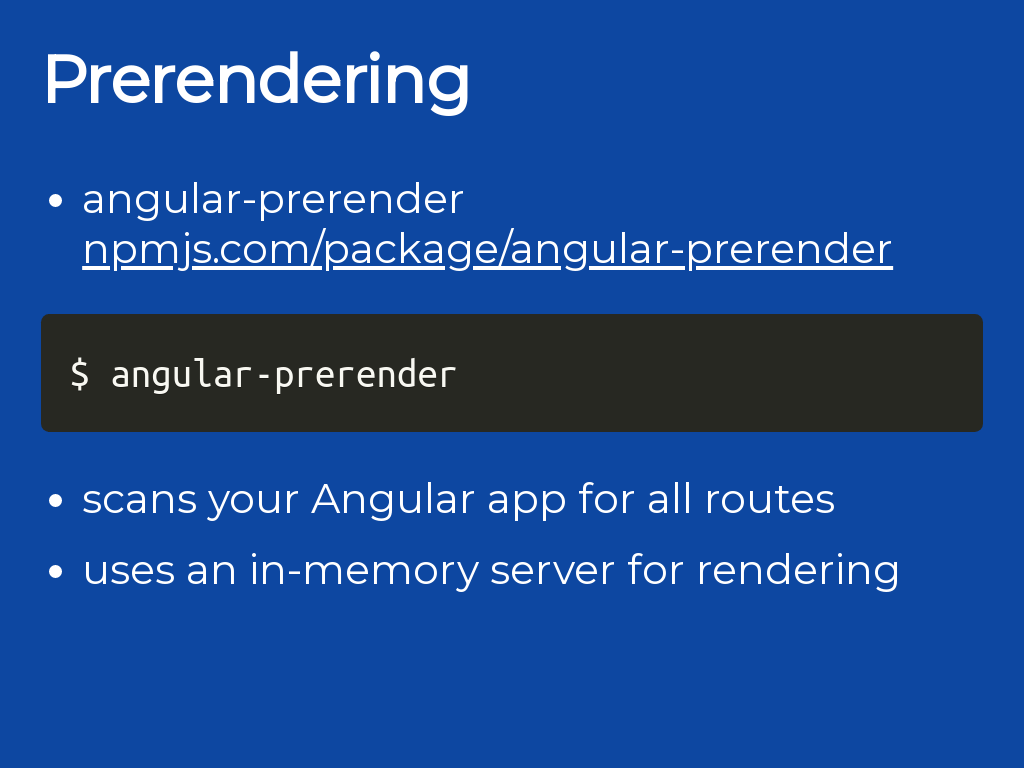 Prerendering
angular-prerender
npmjs.com/package/angular-prerender
$ angular-prerender
scans your Angular app for all routes
uses an in-memory server for rendering